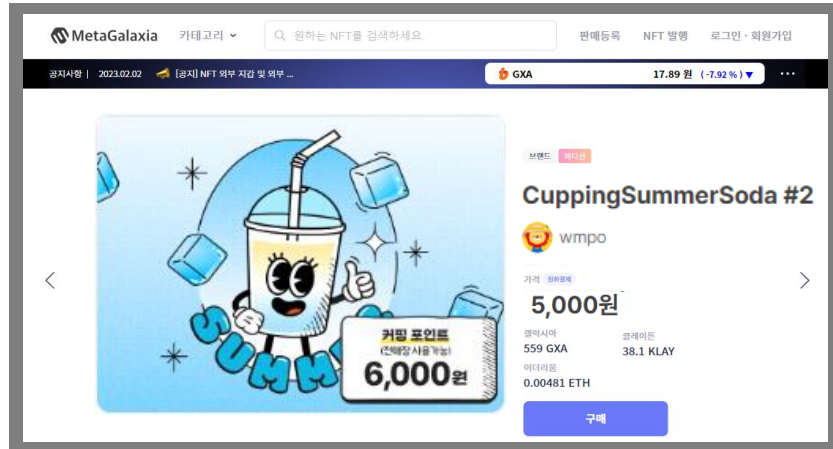 MetaGalaxia 카테고리 원하는 NFT를 검색하세요. 판매등록 NFT 발행 로그인 · 회원가입
공지사항 | 2023.02.02 [공지] NFT 외부 지갑 및 외부 ... GXA 17.89 원 ( -7.92 % ) ▼ ...
브랜드 에디션
CuppingSummerSoda #2
wmpo
가격 원화결제
5,000원
갤럭시아 클레이튼
559 GXA 38.1 KLAY
이더리움
0.00481 ETH
구매
SUMME
커핑 포인트
(전매장 사용가능)
6,000원